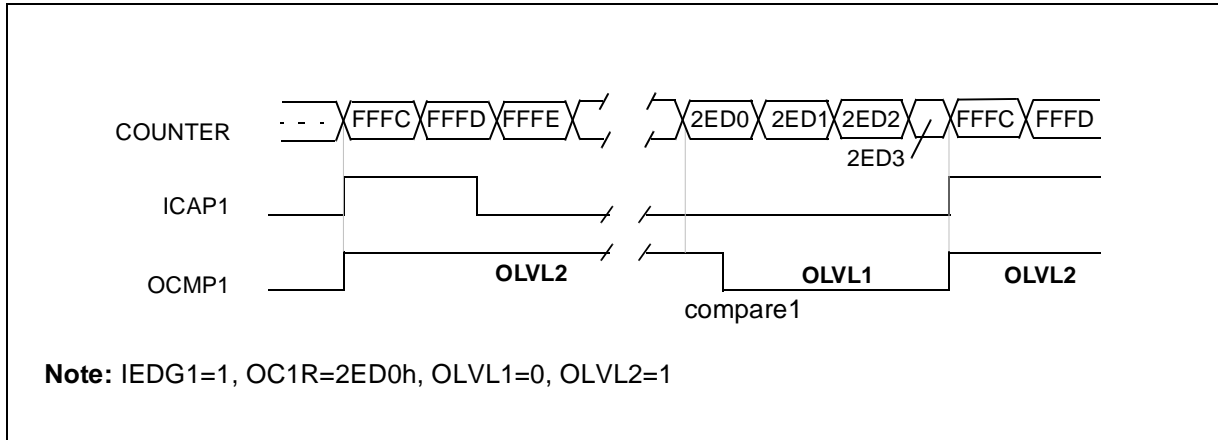 COUNTER - - - FFFC FFFD FFFE 2ED0 2ED1 2ED2 FFFC FFFD
2ED3
ICAP1
OCMP1 OLVL2 OLVL1 OLVL2
compare1
Note: IEDG1=1, OC1R=2ED0h, OLVL1=0, OLVL2=1